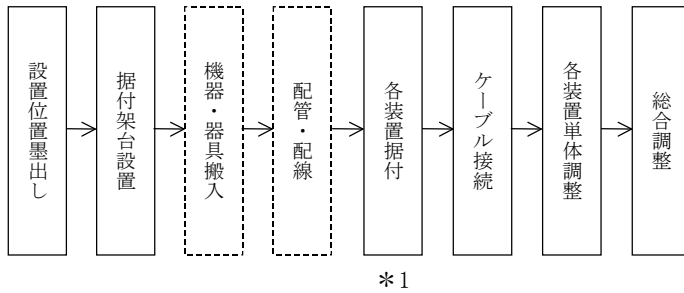 設置位置墨出し
据付架台設置
機器・器具搬入
配管・配線
各装置据付
ケーブル接続
各装置単体調整
総合調整
＊1